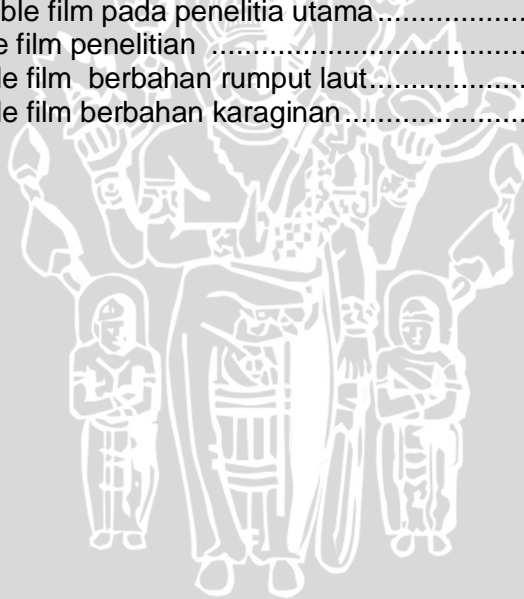 ble film pada penelitia utama..........................
e film penelitian ..............................................
le film  berbahan rumput laut..........................
le film berbahan karaginan.............................